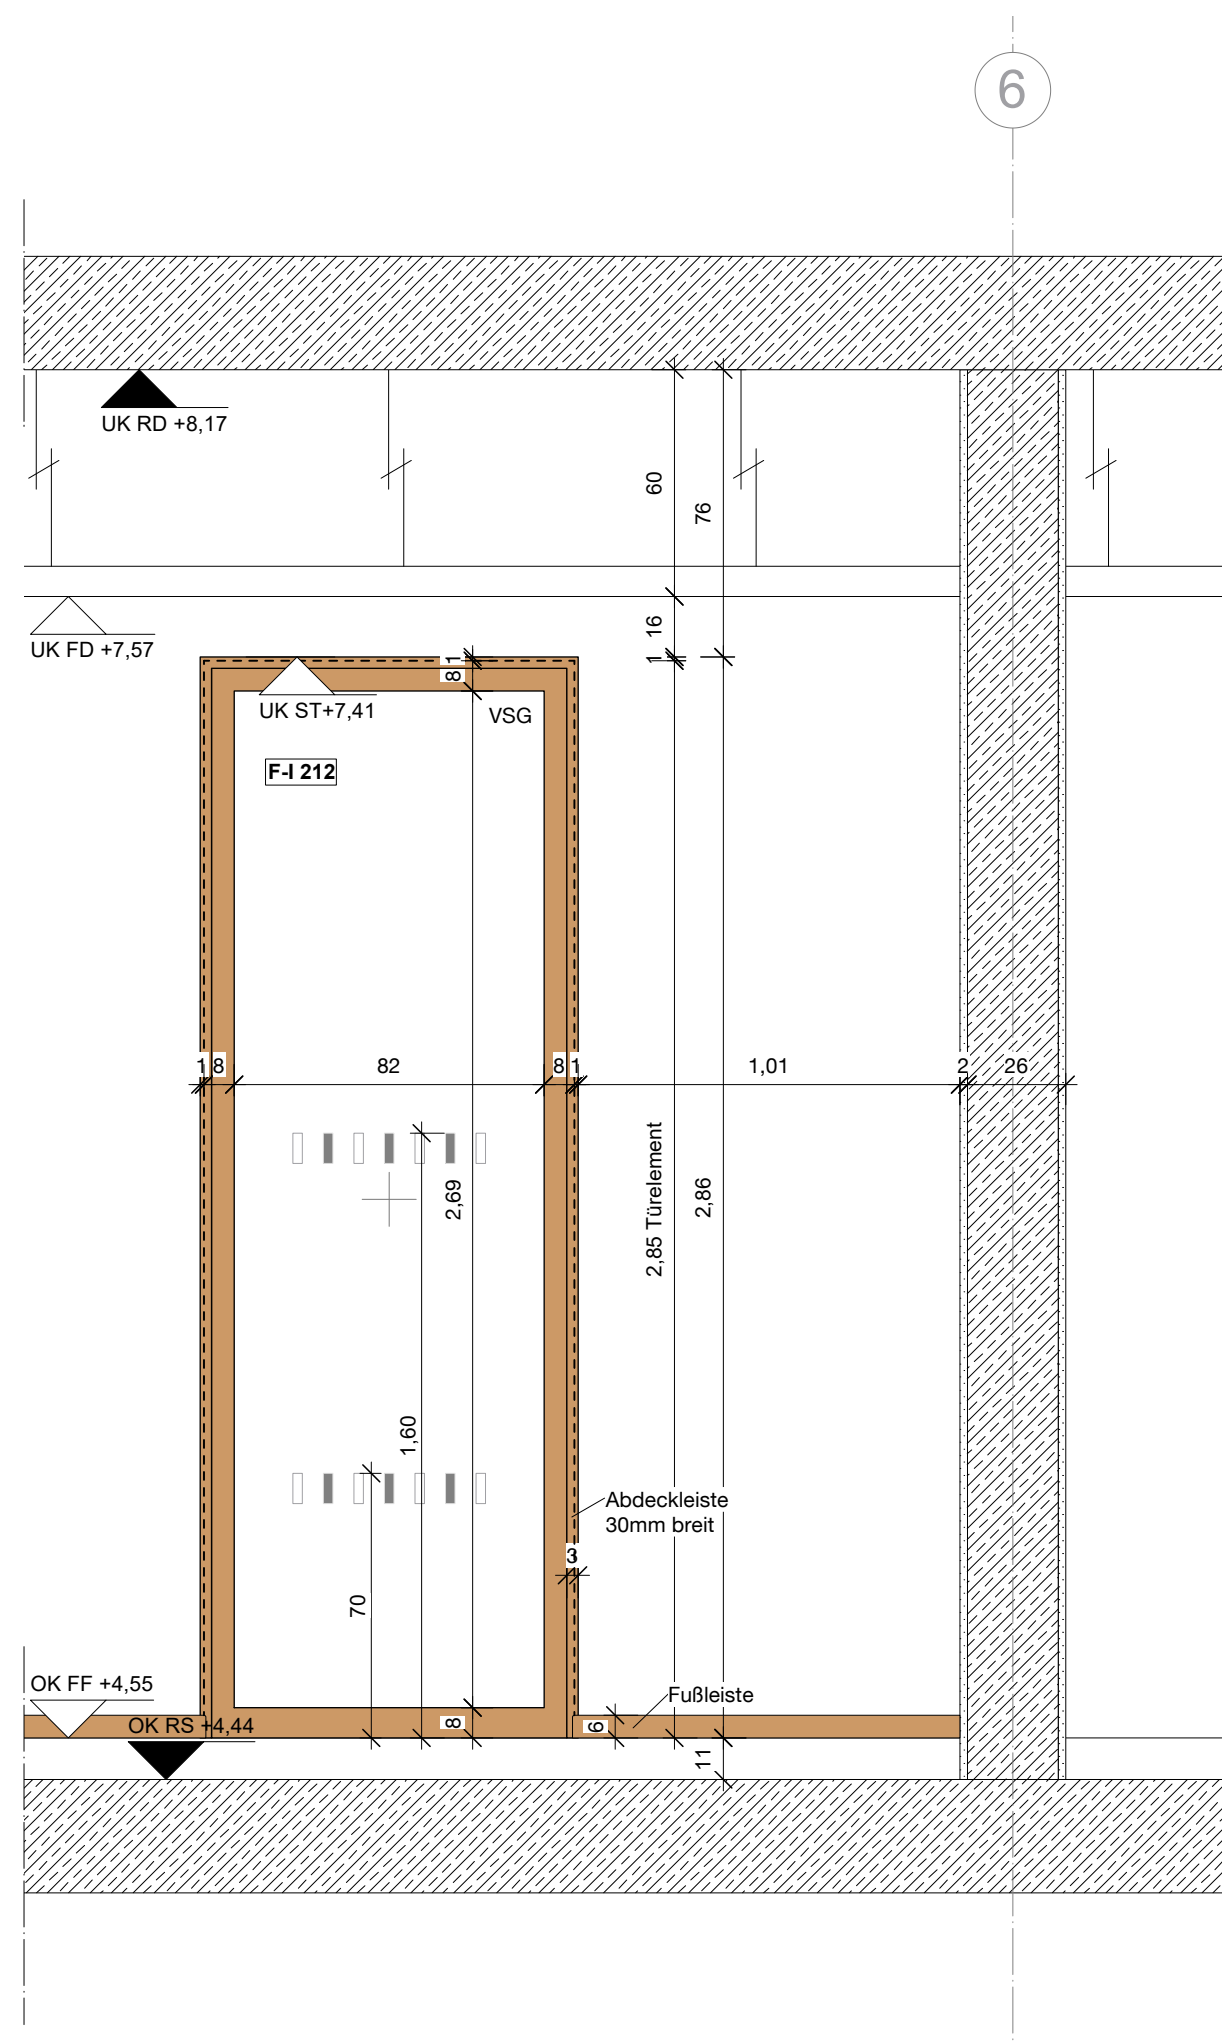 6
UK RD +8,17
60
76
UK FD +7,57
16
1
1
8
UK ST+7,41
VSG
F-I 212
1
8
82
8
1
1,01
2
26
2,69
2,85 Türelement
2,86
1,60
Abdeckleiste
30mm breit
3
70
OK FF +4,55
Fußleiste
OK RS +4,44
8
6
11